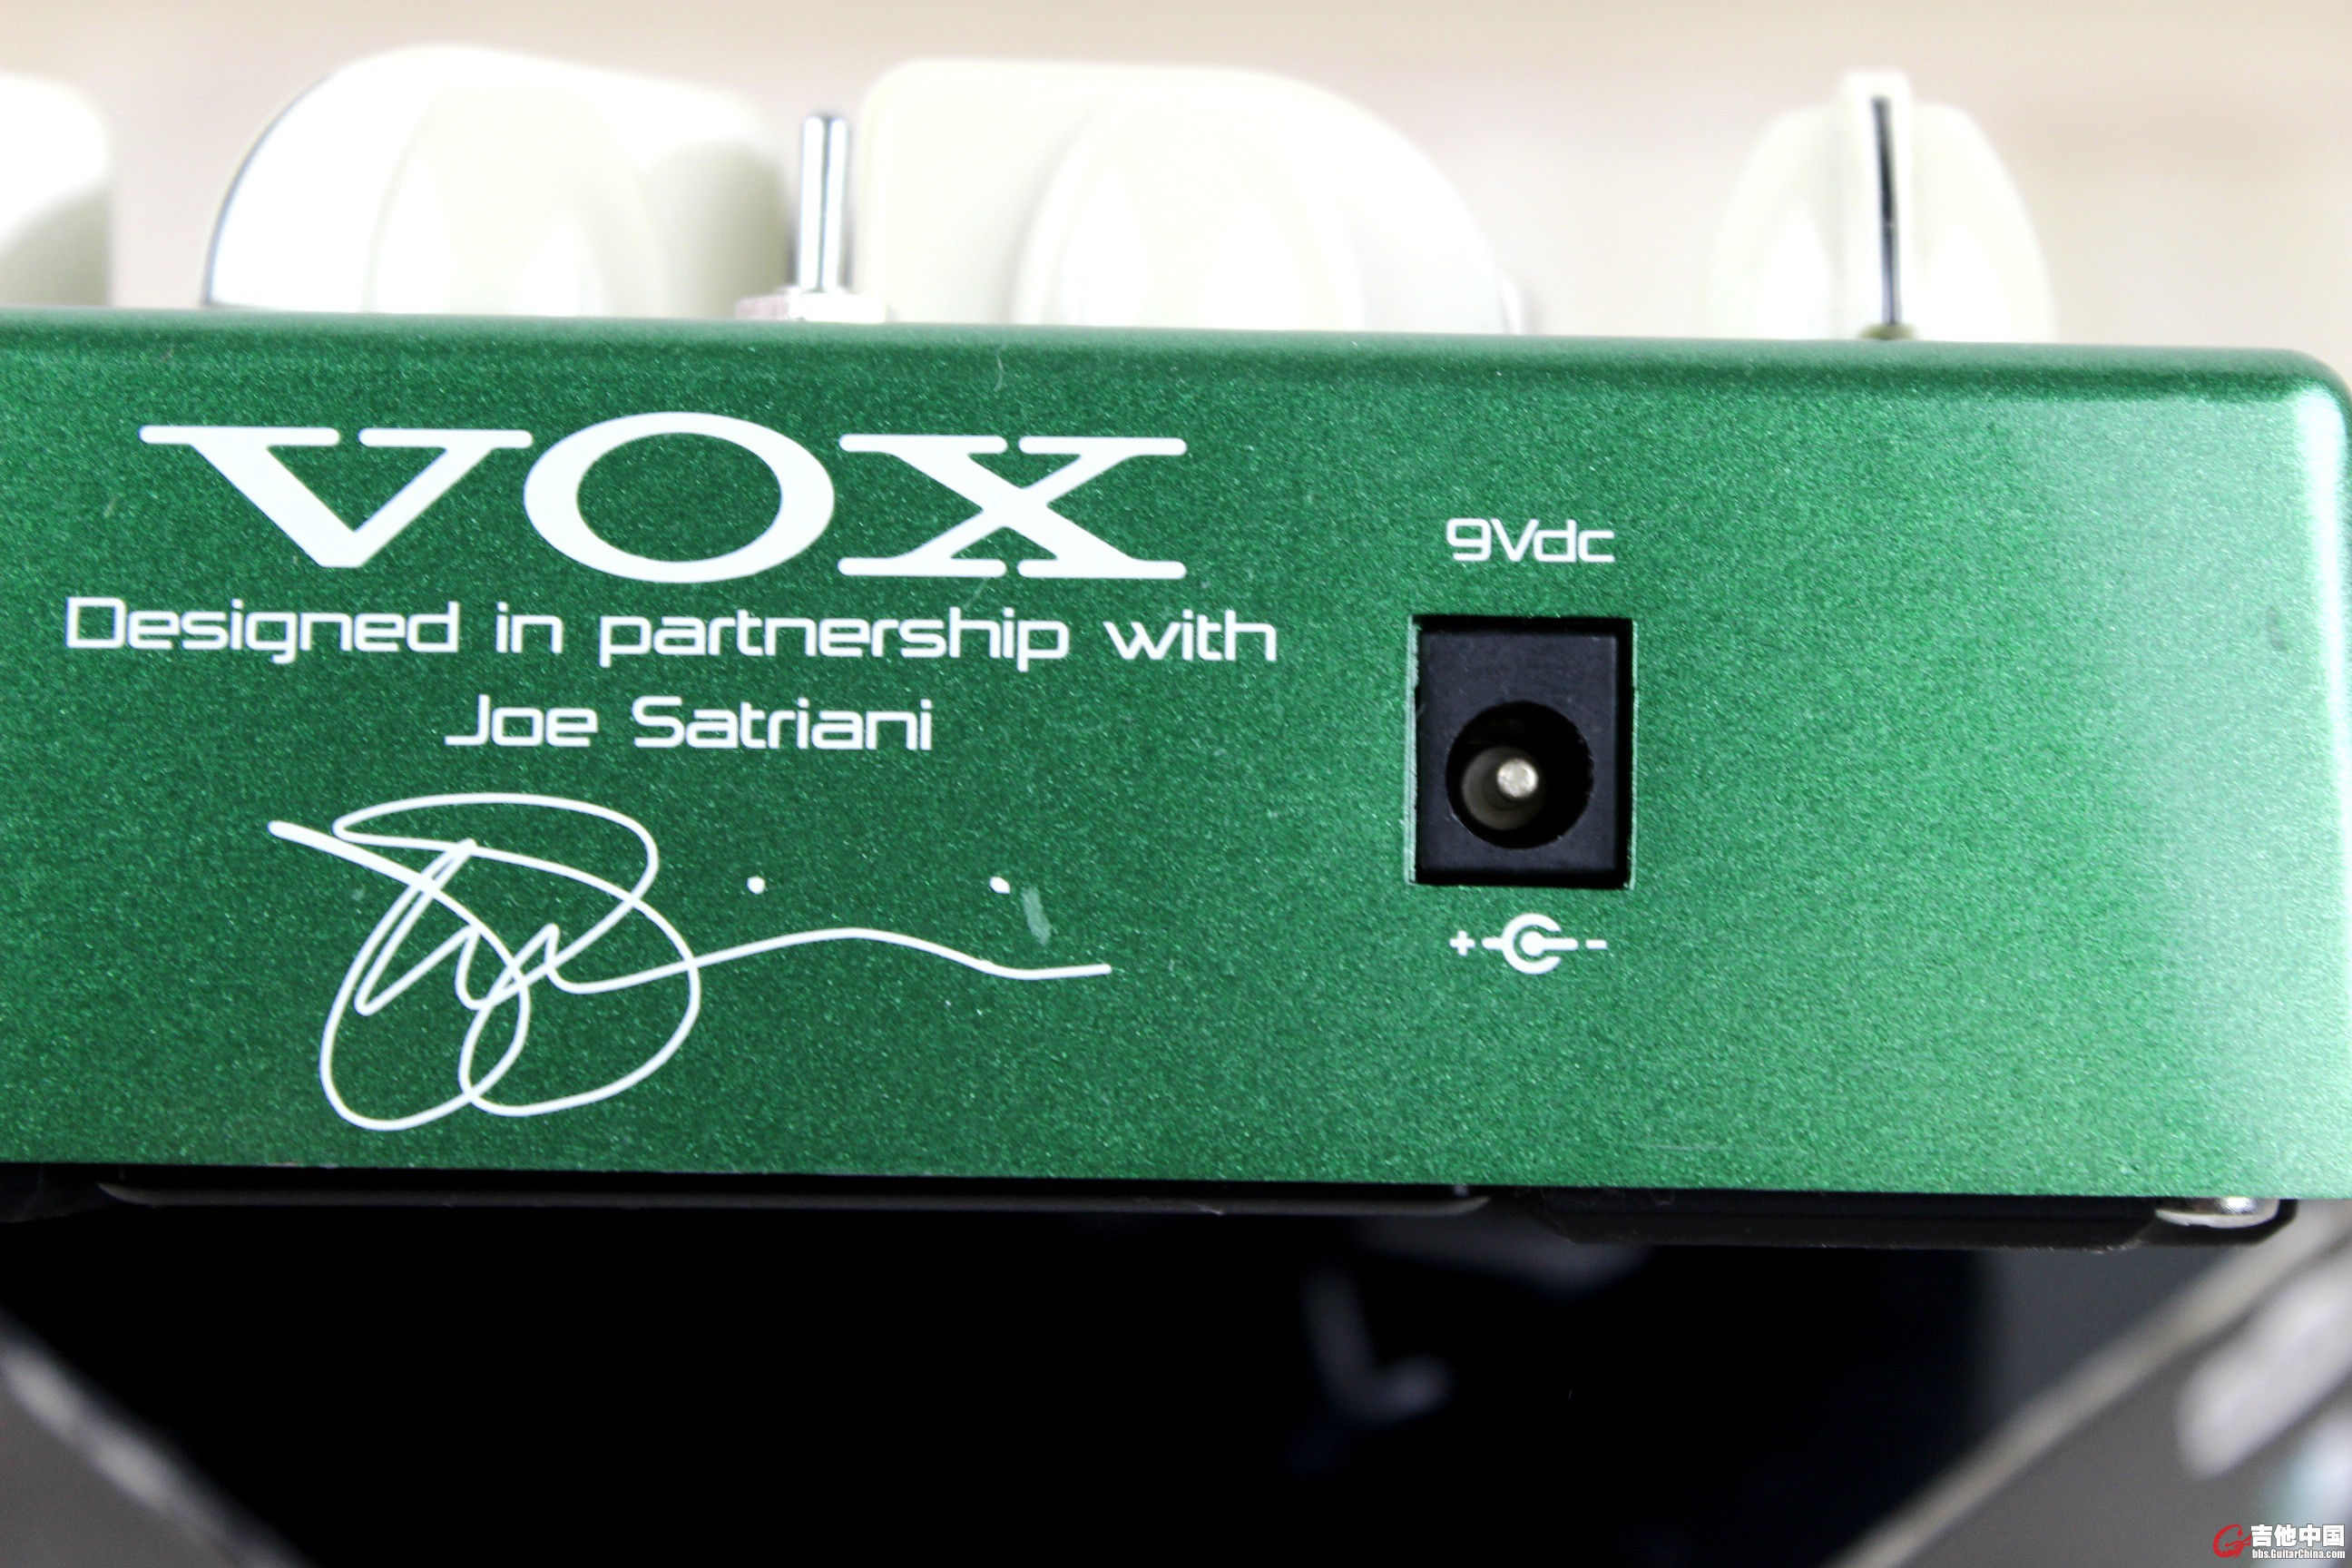 VOX
Designed in partnership with
Joe Satriani
9Vdc
+ -
吉他中国
bbs.GuitarChina.com